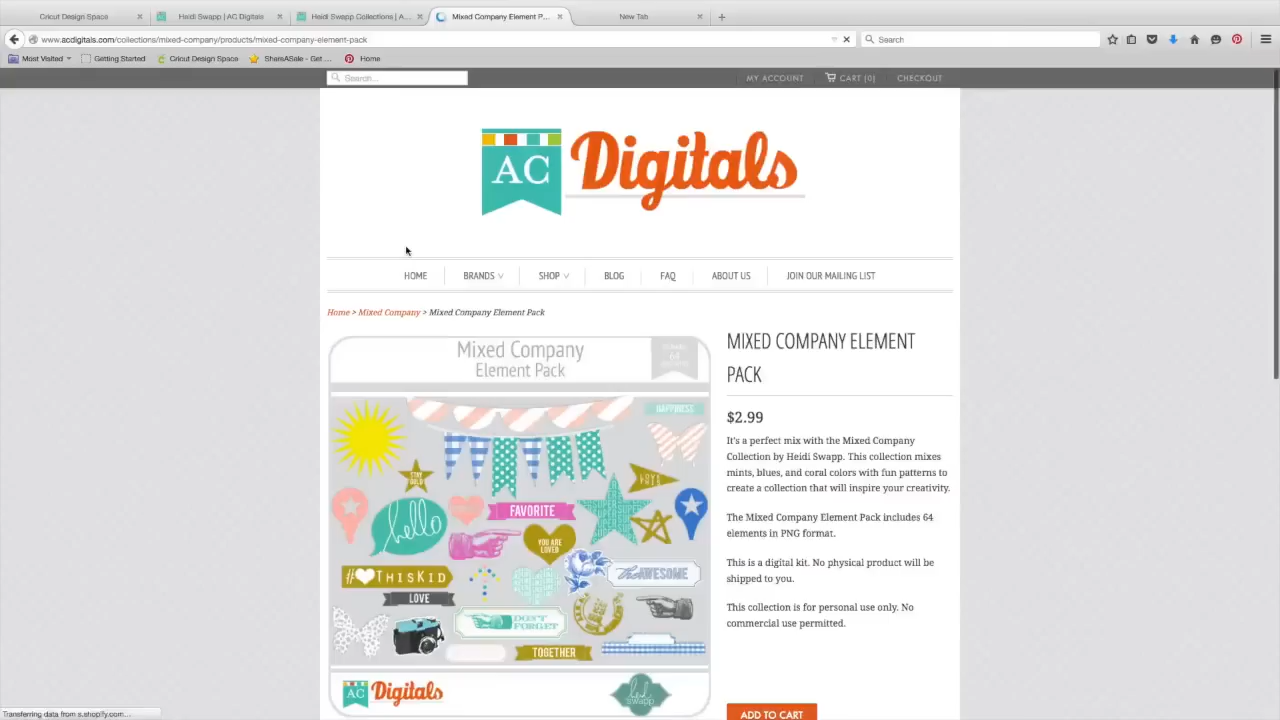 Cricut Design Space
Heidi Swapp | AC Digitale
Heidi Swapp Collections | A...
Mixed Company Element P...
New Tab
www.acdigitals.com/collections/mixed-company/products/mixed-company-element-pack
Search
Most Visited
Getting Started
Cricut Design Space
ShersASale - Get ...
Home
Search...
MY ACCOUNT
CART (0)
CHECKOUT
AC Digitals
HOME
BRANDS
SHOP
BLOG
FAQ
ABOUT US
JOIN OUR MAILING LIST
Home > Mixed Company > Mixed Company Element Pack
Mixed Company
Element Pack
HAPPINESS
STAY
GOLD
hello
FAVORITE
YOU ARE
LOVED
#THISKID
AWESOME
LOVE
DON'T
FORGET
TOGETHER
AC Digitals
swapp
MIXED COMPANY ELEMENT
PACK
$2.99
It's a perfect mix with the Mixed Company
Collection by Heidi Swapp. This collection mixes
mints, blues, and coral colors with fun patterns to
create a collection that will inspire your creativity.
The Mixed Company Element Pack includes 64
elements in PNG format.
This is a digital kit. No physical product will be
shipped to you.
This collection is for personal use only. No
commercial use permitted.
ADD TO CART
Transferring data from s.shopify.com...